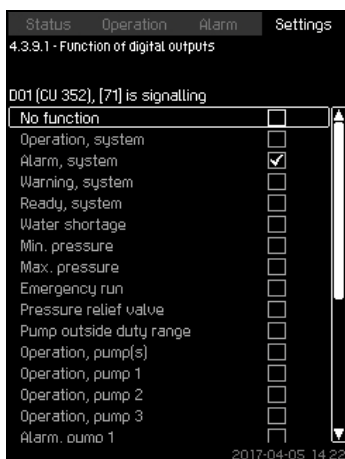 Status Operation Alarm Settings
4.3.9.1 - Function of digital outputs
DO1 (CU 352), [71] is signalling
No function
Operation, system
Alarm, system
Warning, system
Ready, system
Water shortage
Min. pressure
Max. pressure
Emergency run
Pressure relief valve
Pump outside duty range
Operation, pump(s)
Operation, pump 1
Operation, pump 2
Operation, pump 3
Alarm, pump 1
2017-04-05 14:22